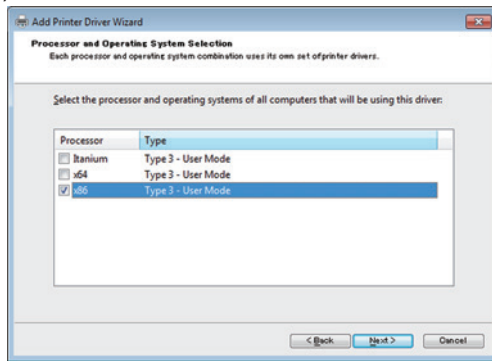 Add Printer Driver Wizard
Processor and Operating System Selection
Each processor and operating system combination uses its own set of printer drivers.
Select the processor and operating systems of all computers that will be using this driver:
Processor Type
Itanium Type 3 - User Mode
x64 Type 3 - User Mode
x86 Type 3 - User Mode
< Back Next > Cancel